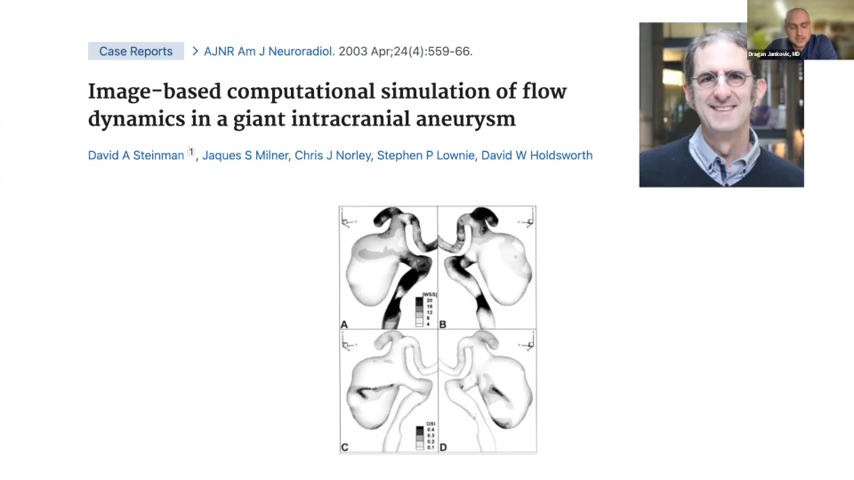 Case Reports > AJNR Am J Neuroradiol. 2003 Apr;24(4):559-66.
Image-based computational simulation of flow
dynamics in a giant intracranial aneurysm
David A Steinman 1, Jaques S Milner, Chris J Norley, Stephen P Lownie, David W Holdsworth
Dragan Jankovic, MD
|WSS|
20
16
12
8
4
A
B
OSI
0.4
0.3
0.2
0.1
C
D